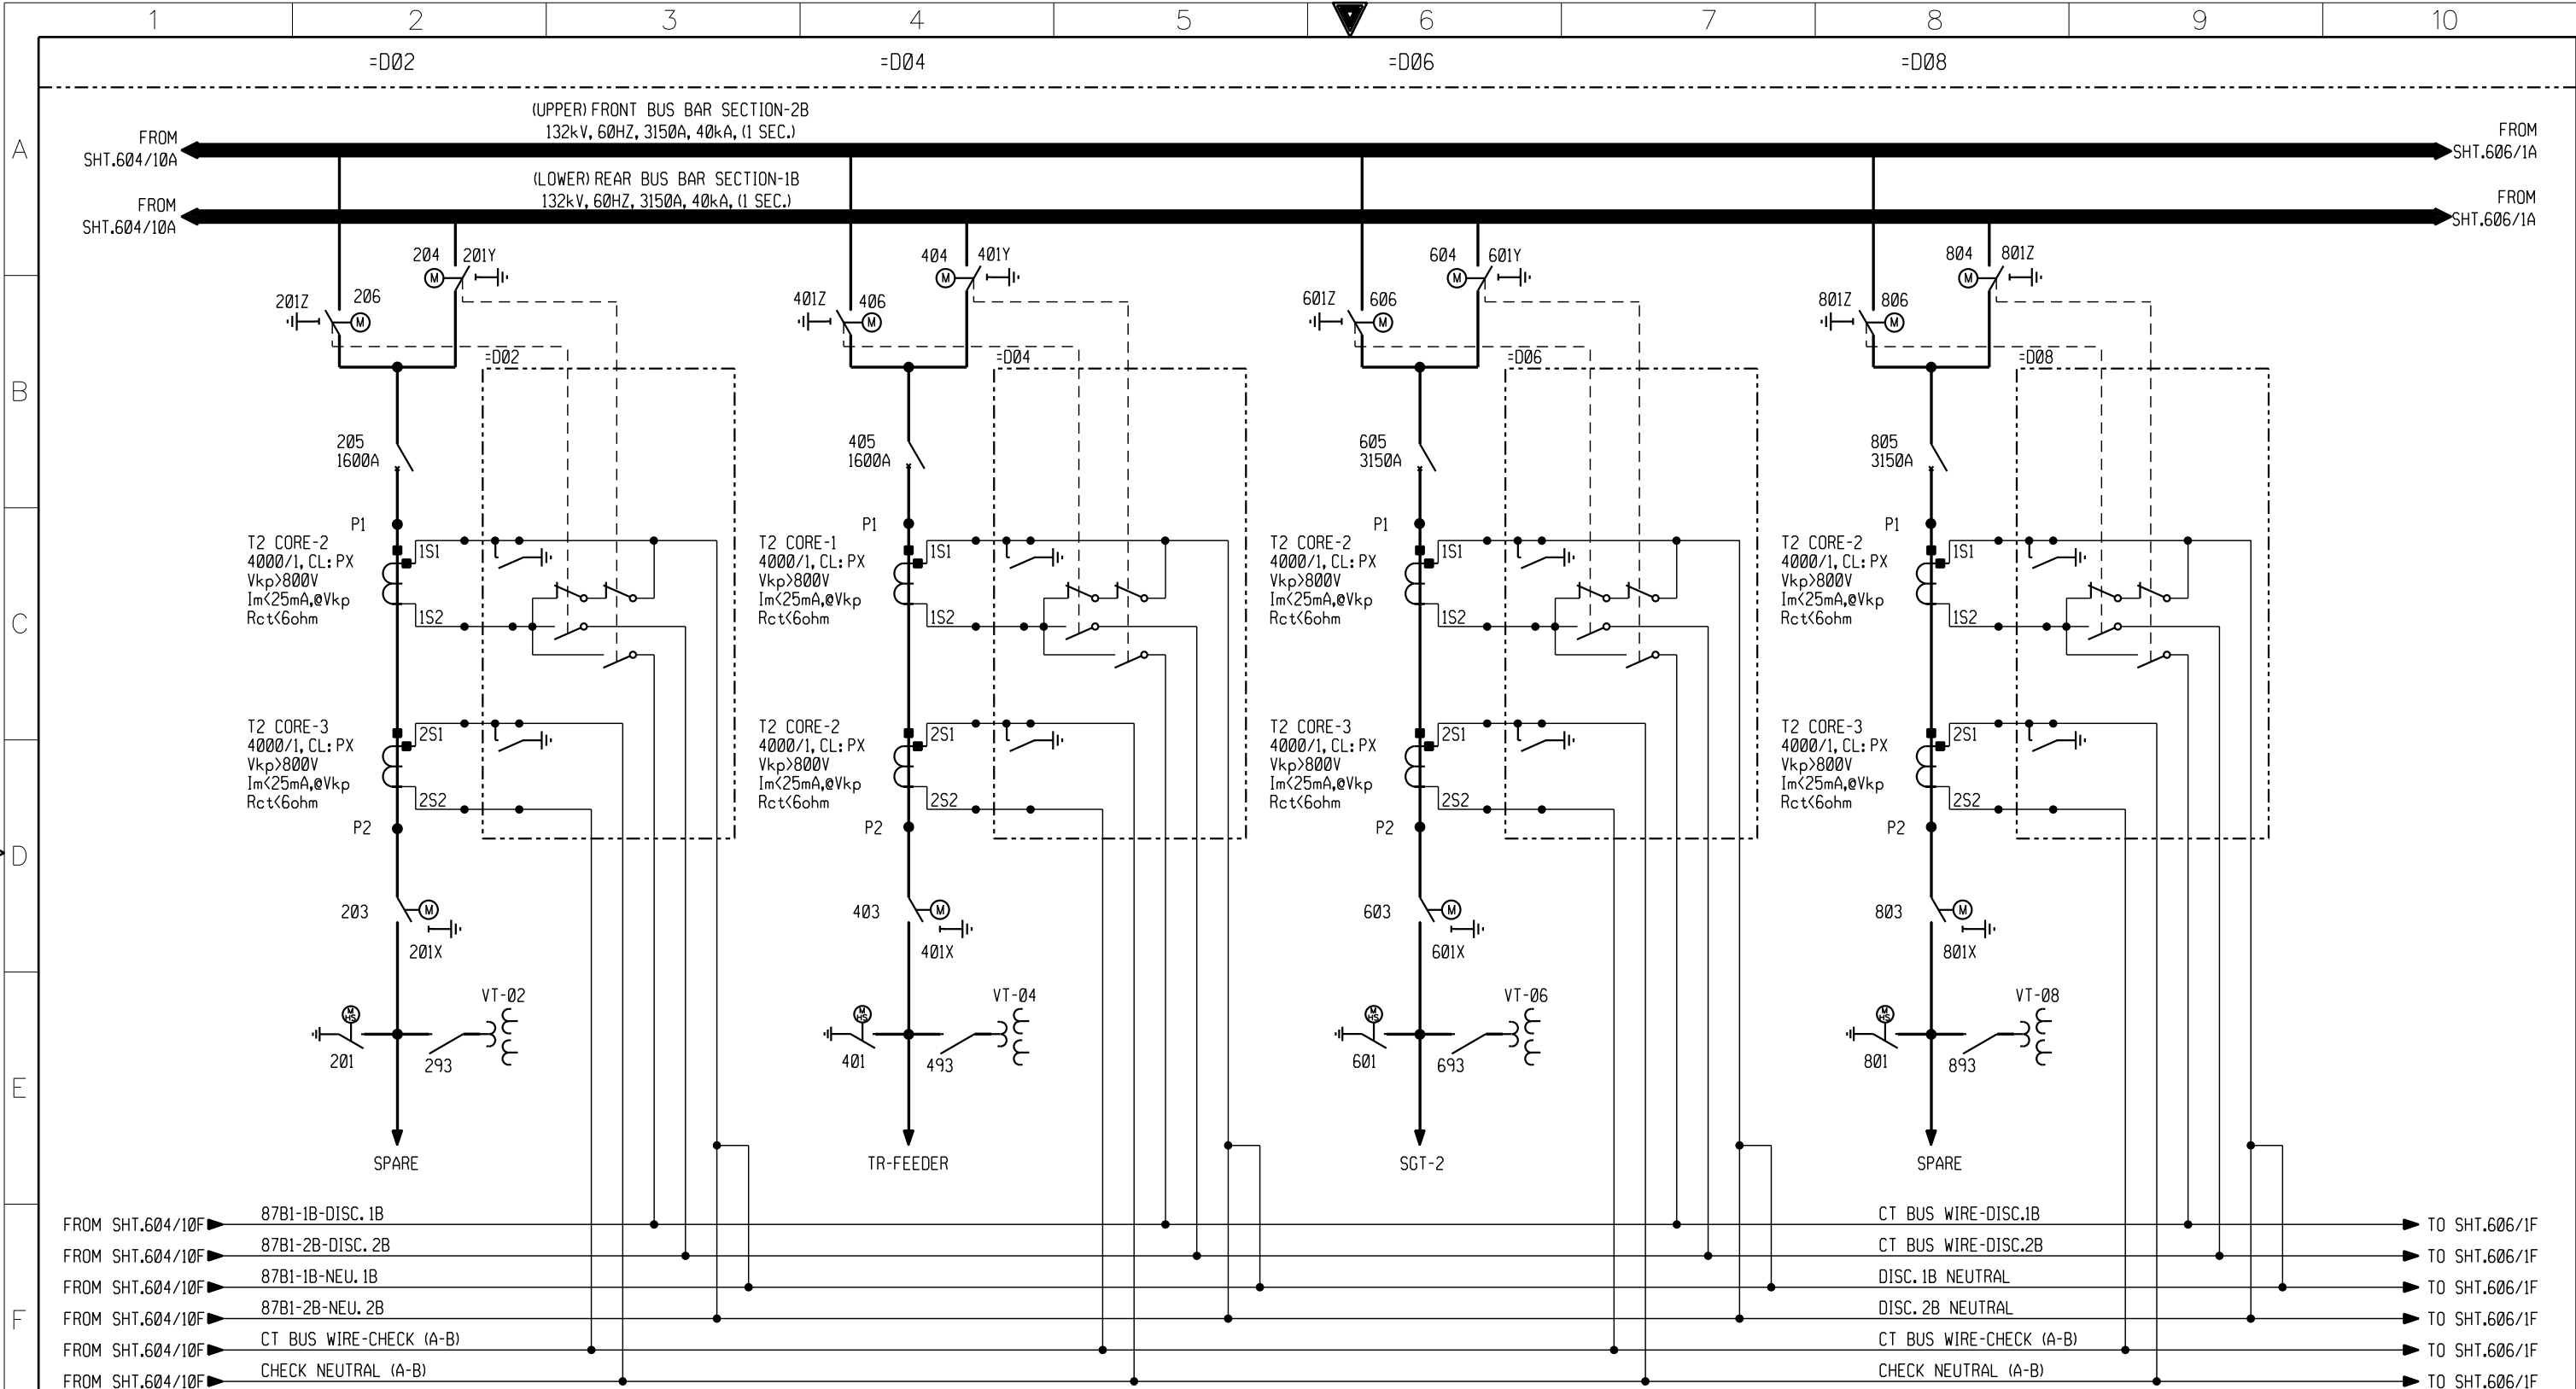 1 2 3 4 5 6 7 8 9 10
=DØ2 =DØ4 =DØ6 =DØ8
A
B
C
D
E
F
(UPPER) FRONT BUS BAR SECTION-2B
132kV, 60HZ, 3150A, 40kA, (1 SEC.)
FROM
SHT.604/10A
FROM
SHT.606/1A
(LOWER) REAR BUS BAR SECTION-1B
132kV, 60HZ, 3150A, 40kA, (1 SEC.)
FROM
SHT.604/10A
FROM
SHT.606/1A
204 201Y
M
201Z 206
M
=DØ2
205
1600A
P1
T2 CORE-2
4000/1, CL: PX
Vkp>800V
Im<25mA,@Vkp
Rct<6ohm
1S1
1S2
T2 CORE-3
4000/1, CL: PX
Vkp>800V
Im<25mA,@Vkp
Rct<6ohm
2S1
2S2
P2
203
M
201X
VT-Ø2
M
HS
201
293
SPARE
404 401Y
M
401Z 406
M
=DØ4
405
1600A
P1
T2 CORE-1
4000/1, CL: PX
Vkp>800V
Im<25mA,@Vkp
Rct<6ohm
1S1
1S2
T2 CORE-2
4000/1, CL: PX
Vkp>800V
Im<25mA,@Vkp
Rct<6ohm
2S1
2S2
P2
403
M
401X
VT-Ø4
M
HS
401
493
TR-FEEDER
604 601Y
M
601Z 606
M
=DØ6
605
3150A
P1
T2 CORE-2
4000/1, CL: PX
Vkp>800V
Im<25mA,@Vkp
Rct<6ohm
1S1
1S2
T2 CORE-3
4000/1, CL: PX
Vkp>800V
Im<25mA,@Vkp
Rct<6ohm
2S1
2S2
P2
603
M
601X
VT-Ø6
M
HS
601
693
SGT-2
804 801Z
M
801Z 806
M
=DØ8
805
3150A
P1
T2 CORE-2
4000/1, CL: PX
Vkp>800V
Im<25mA,@Vkp
Rct<6ohm
1S1
1S2
T2 CORE-3
4000/1, CL: PX
Vkp>800V
Im<25mA,@Vkp
Rct<6ohm
2S1
2S2
P2
803
M
801X
VT-Ø8
M
HS
801
893
SPARE
FROM SHT.604/10F 87B1-1B-DISC. 1B CT BUS WIRE-DISC.1B TO SHT.606/1F
FROM SHT.604/10F 87B1-2B-DISC. 2B CT BUS WIRE-DISC.2B TO SHT.606/1F
FROM SHT.604/10F 87B1-1B-NEU. 1B DISC. 1B NEUTRAL TO SHT.606/1F
FROM SHT.604/10F 87B1-2B-NEU. 2B DISC. 2B NEUTRAL TO SHT.606/1F
FROM SHT.604/10F CT BUS WIRE-CHECK (A-B) CT BUS WIRE-CHECK (A-B) TO SHT.606/1F
FROM SHT.604/10F CHECK NEUTRAL (A-B) CHECK NEUTRAL (A-B) TO SHT.606/1F